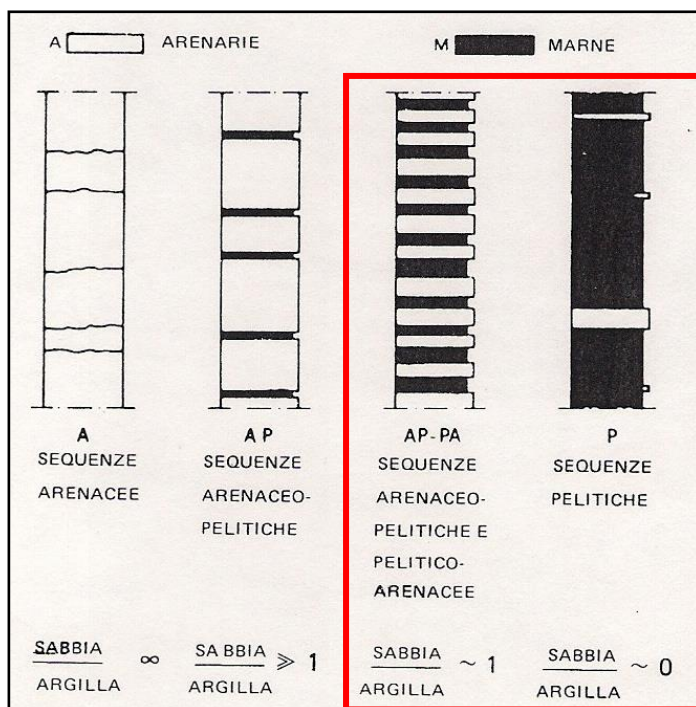 A ARENARIE
M MARNE
A
SEQUENZE
ARENACEE
AP
SEQUENZE
ARENACEO-
PELITICHE
AP-PA
SEQUENZE
ARENACEO-
PELITICHE E
PELITICO-
ARENACEE
P
SEQUENZE
PELITICHE
SABBIA
ARGILLA
∞
SABBIA
ARGILLA
≫ 1
SABBIA
ARGILLA
~ 1
SABBIA
ARGILLA
~ 0